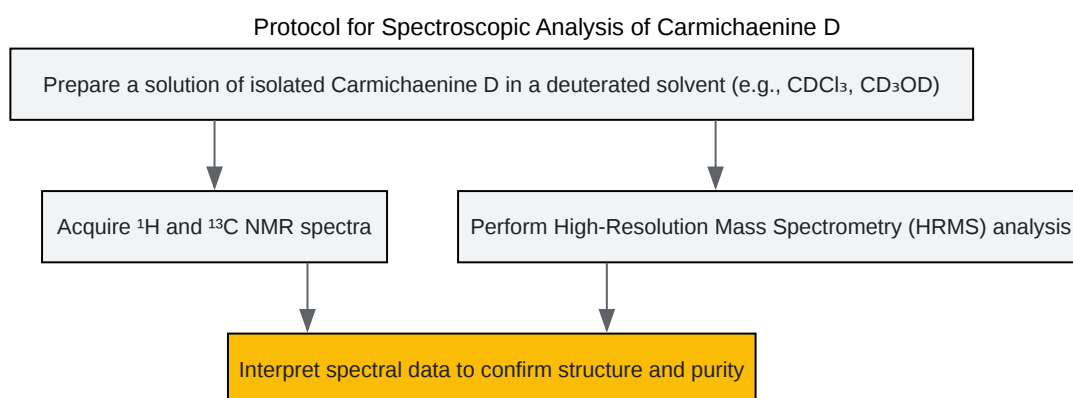 Protocol for Spectroscopic Analysis of Carmichaenine D
Prepare a solution of isolated Carmichaenine D in a deuterated solvent (e.g., CDCl₃, CD₃OD)
Acquire ¹H and ¹³C NMR spectra
Perform High-Resolution Mass Spectrometry (HRMS) analysis
Interpret spectral data to confirm structure and purity